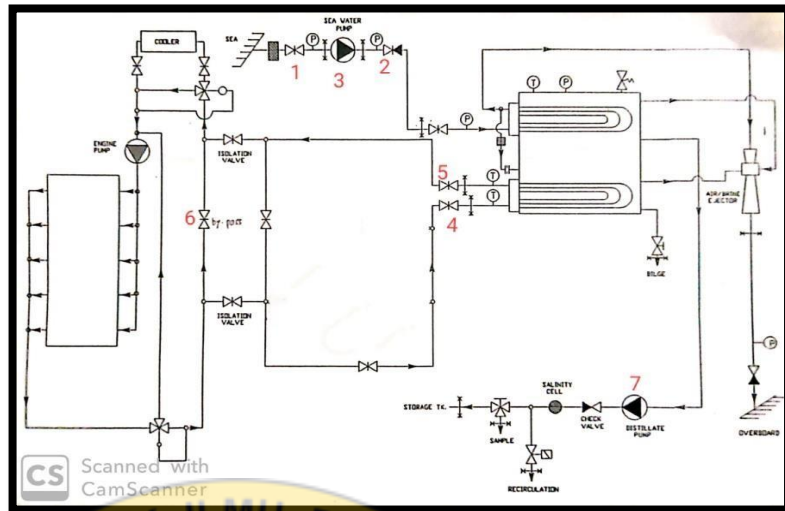 COOLER
SEA
SEA WATER
PUMP
P
P
1
3
2
T
P
P
ENGINE
PUMP
ISOLATION
VALVE
5
T
AIR/BRINE
EJECTOR
6
by-pass
T
4
BILGE
ISOLATION
VALVE
P
SALINITY
CELL
7
STORAGE TK.
SAMPLE
CHECK
VALVE
DISTILLATE
PUMP
OVERBOARD
RECIRCULATION
CS Scanned with
CamScanner